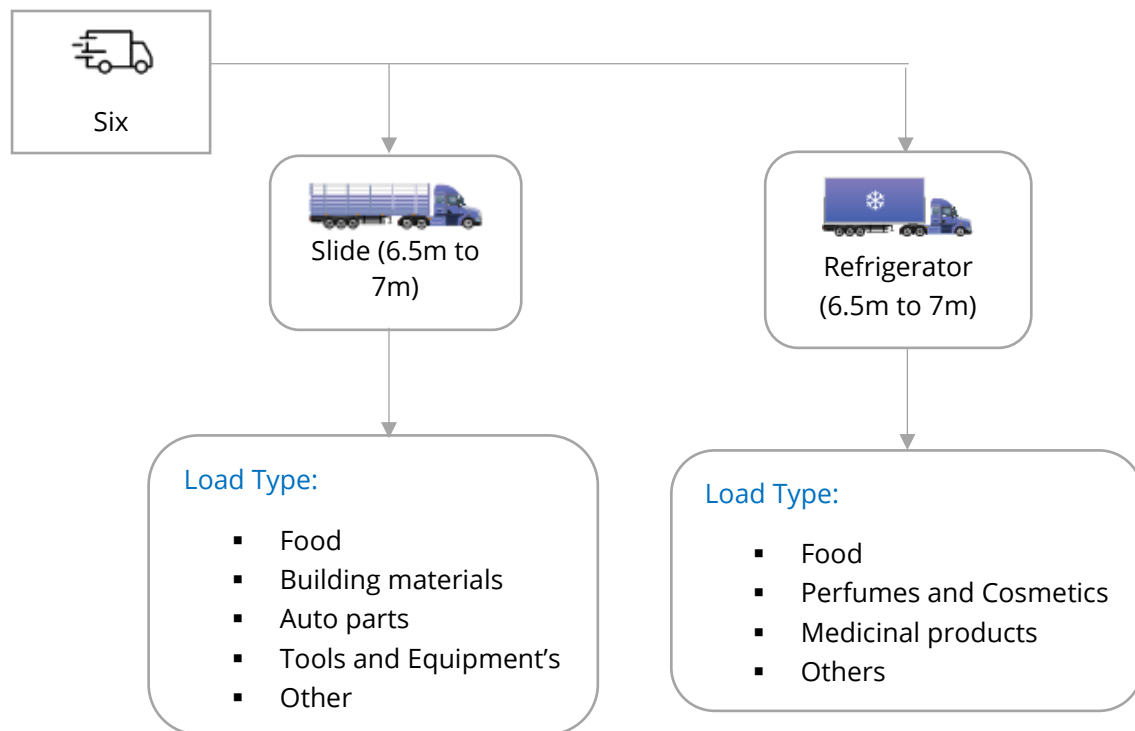 Six
Slide (6.5m to
7m)
Refrigerator
(6.5m to 7m)
Load Type:
▪ Food
▪ Building materials
▪ Auto parts
▪ Tools and Equipment’s
▪ Other
Load Type:
▪ Food
▪ Perfumes and Cosmetics
▪ Medicinal products
▪ Others